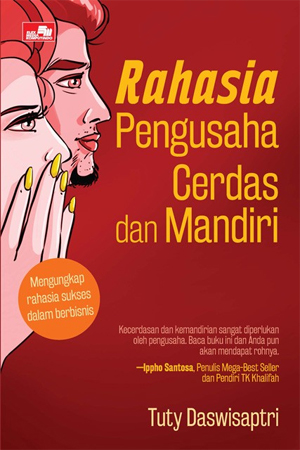 Rahasia
Pengusaha
Cerdas
dan Mandiri
Mengungkap
rahasia sukses
dalam berbisnis
Kecerdasan dan kemandirian sangat diperlukan
oleh pengusaha. Baca buku ini dan Anda pun
akan mendapat rohnya.
—Ippho Santosa, Penulis Mega-Best Seller
dan Pendiri TK Khalifah
Tuty Daswisaptri